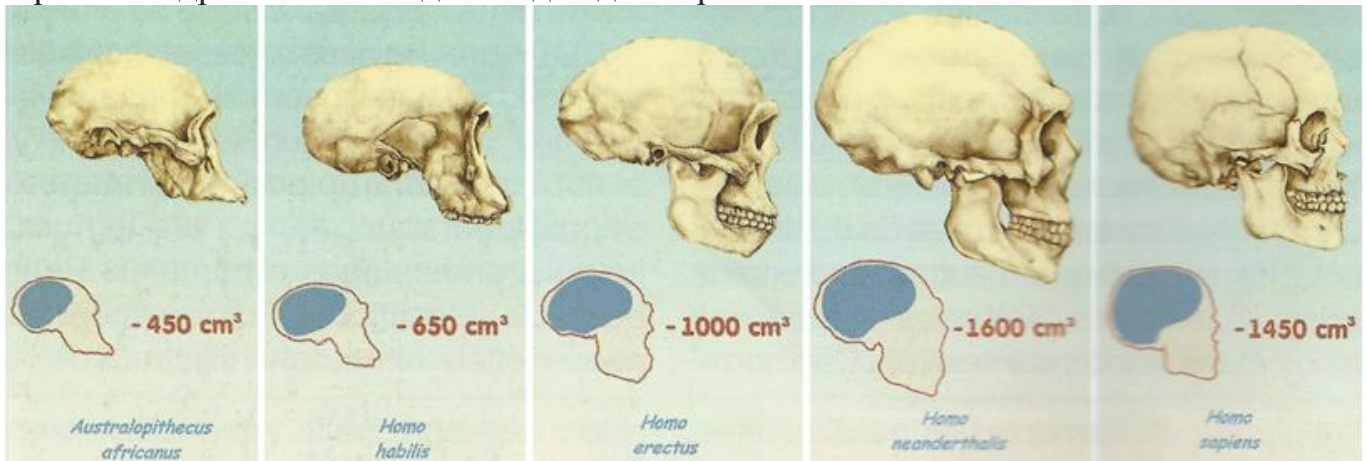 - 450 cm³
- 650 cm³
- 1000 cm³
- 1600 cm³
- 1450 cm³
Australopithecus
africanus
Homo
habilis
Homo
erectus
Homo
neanderthalis
Homo
sapiens